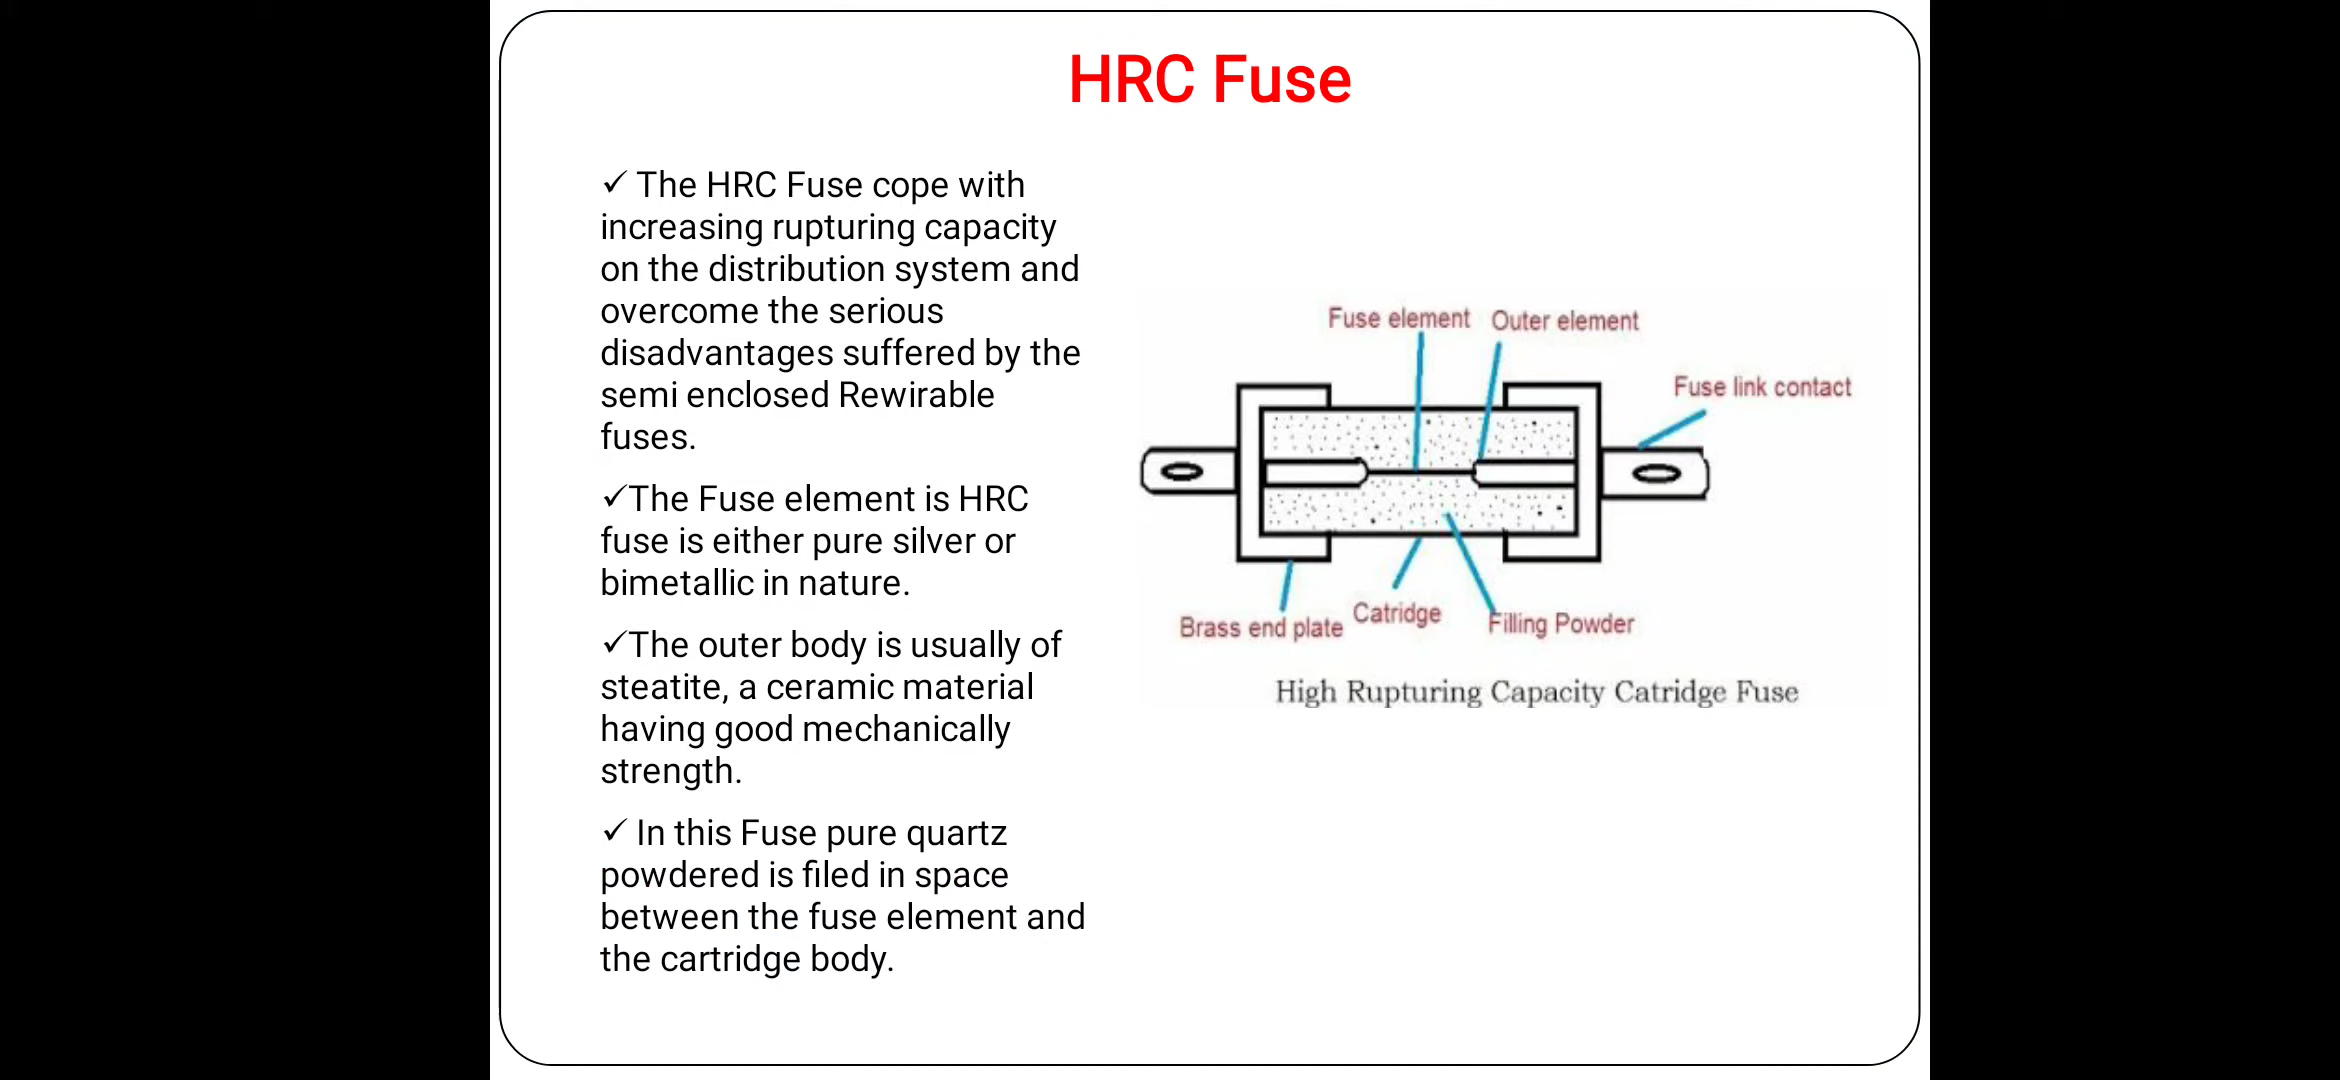 HRC Fuse
✓ The HRC Fuse cope with
increasing rupturing capacity
on the distribution system and
overcome the serious
disadvantages suffered by the
semi enclosed Rewirable
fuses.
✓The Fuse element is HRC
fuse is either pure silver or
bimetallic in nature.
✓The outer body is usually of
steatite, a ceramic material
having good mechanically
strength.
✓ In this Fuse pure quartz
powdered is filed in space
between the fuse element and
the cartridge body.
Fuse element
Outer element
Fuse link contact
Brass end plate
Catridge
Filling Powder
High Rupturing Capacity Catridge Fuse